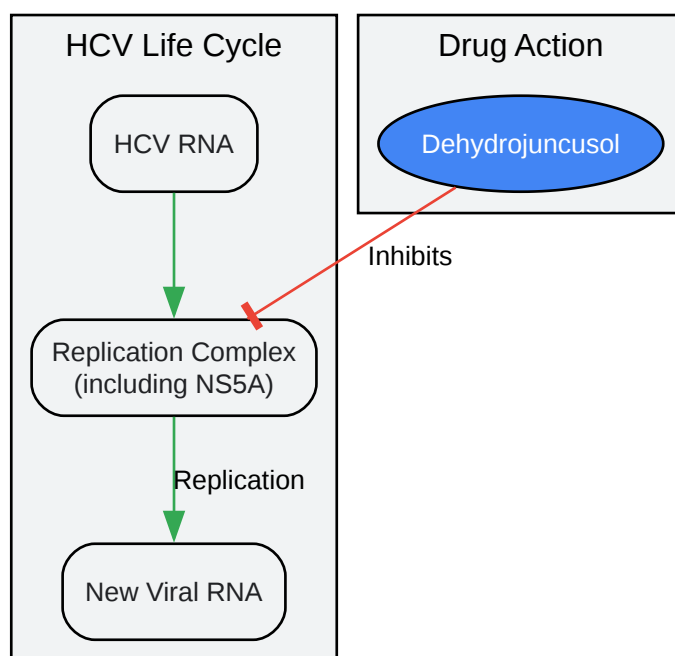 HCV Life Cycle
Drug Action
HCV RNA
Dehydrojuncusol
Inhibits
Replication Complex
(including NS5A)
Replication
New Viral RNA